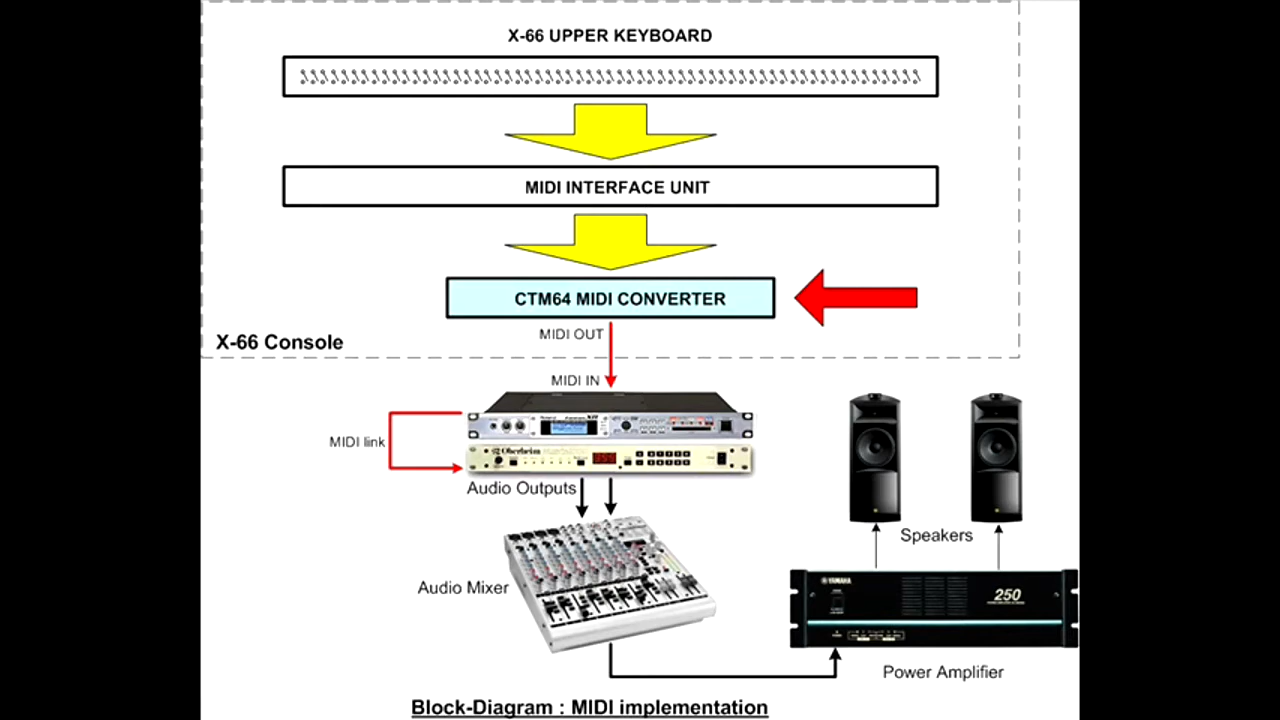 X-66 UPPER KEYBOARD
MIDI INTERFACE UNIT
CTM64 MIDI CONVERTER
MIDI OUT
X-66 Console
MIDI IN
MIDI link
Oberheim
Audio Outputs
Speakers
Audio Mixer
YAMAHA
250
Power Amplifier
Block-Diagram : MIDI implementation